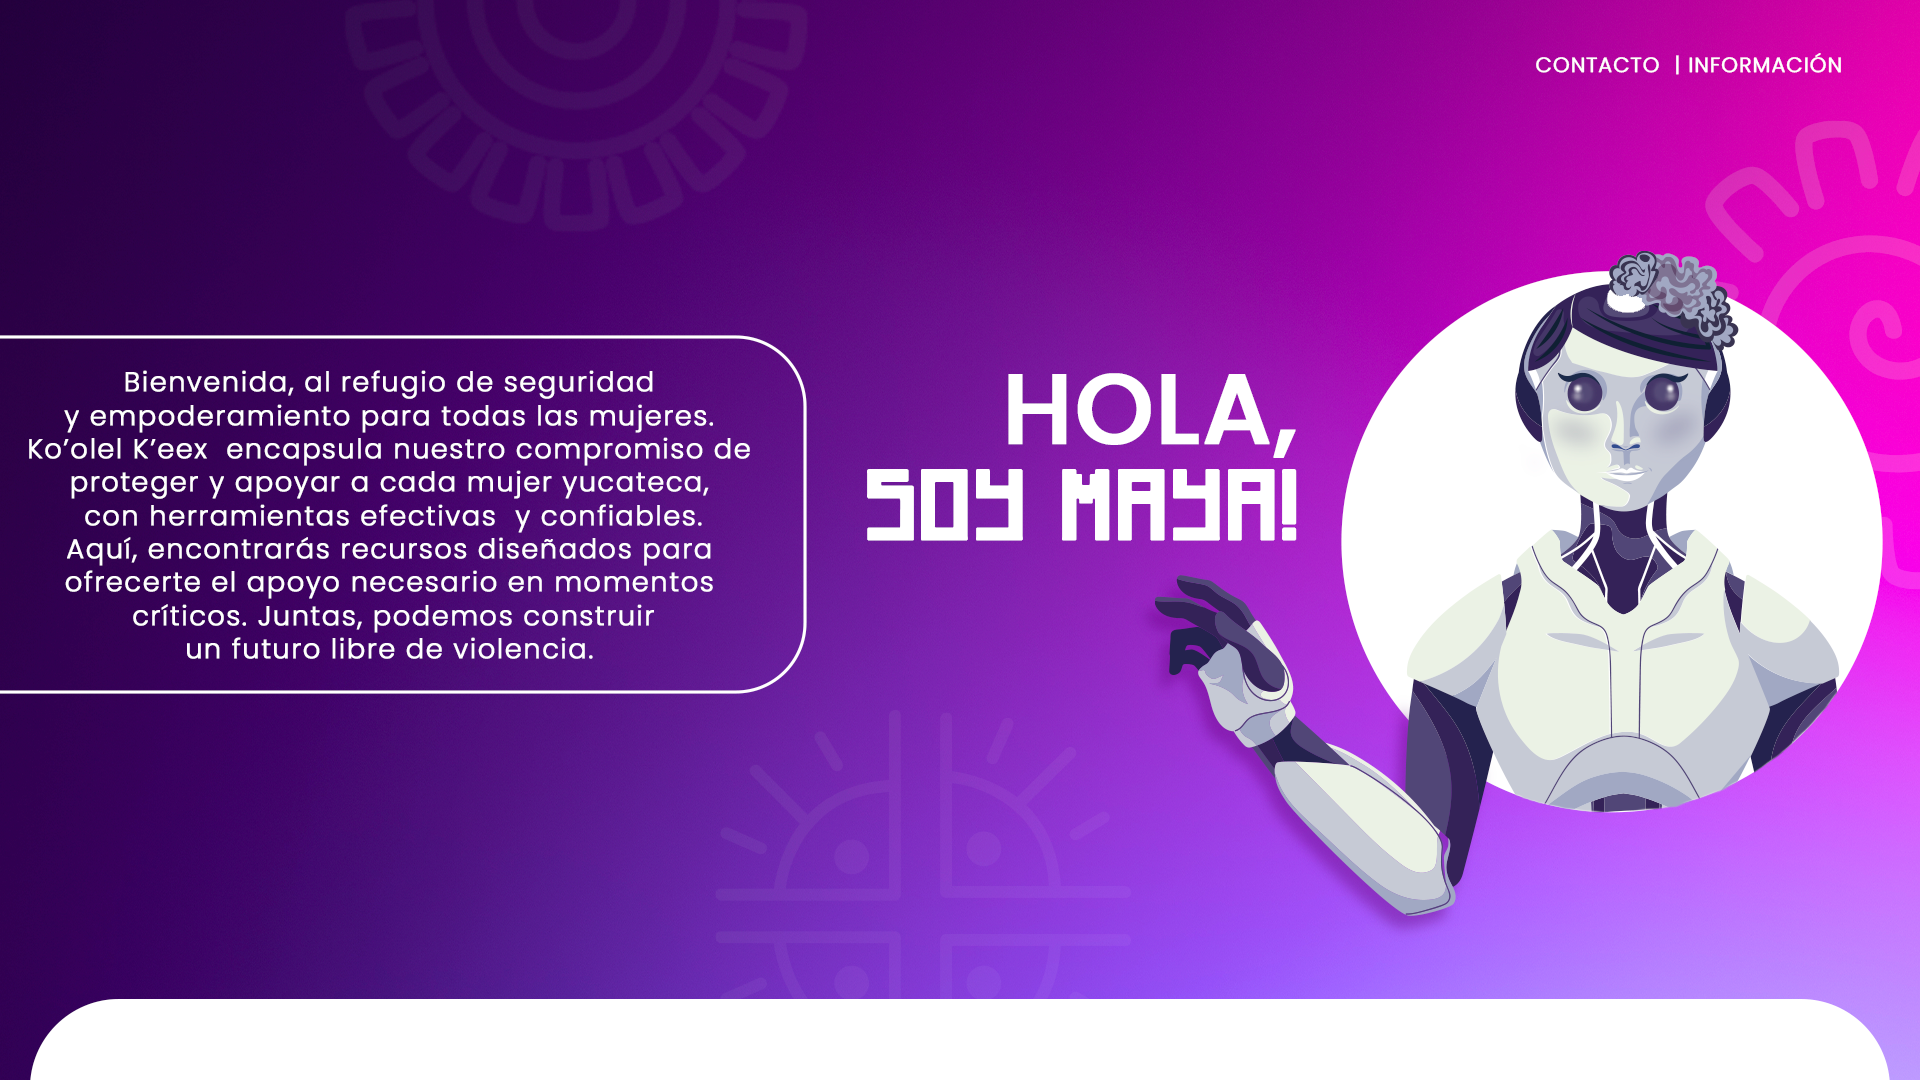 CONTACTO | INFORMACIÓN
Bienvenida, al refugio de seguridad
y empoderamiento para todas las mujeres.
Ko’olel K’eex encapsula nuestro compromiso de
proteger y apoyar a cada mujer yucateca,
con herramientas efectivas y confiables.
Aquí, encontrarás recursos diseñados para
ofrecerte el apoyo necesario en momentos
críticos. Juntas, podemos construir
un futuro libre de violencia.
HOLA,
SOY MAYA!